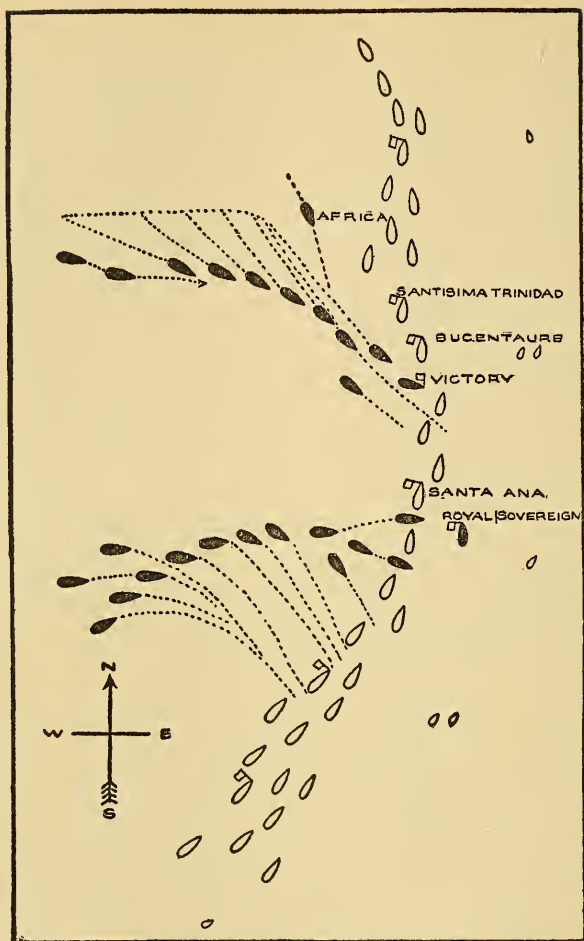 AFRICA
SANTISIMA TRINIDAD
BUCENTAURE
VICTORY
SANTA ANA.
ROYAL SOVEREIGN
N
W E
S